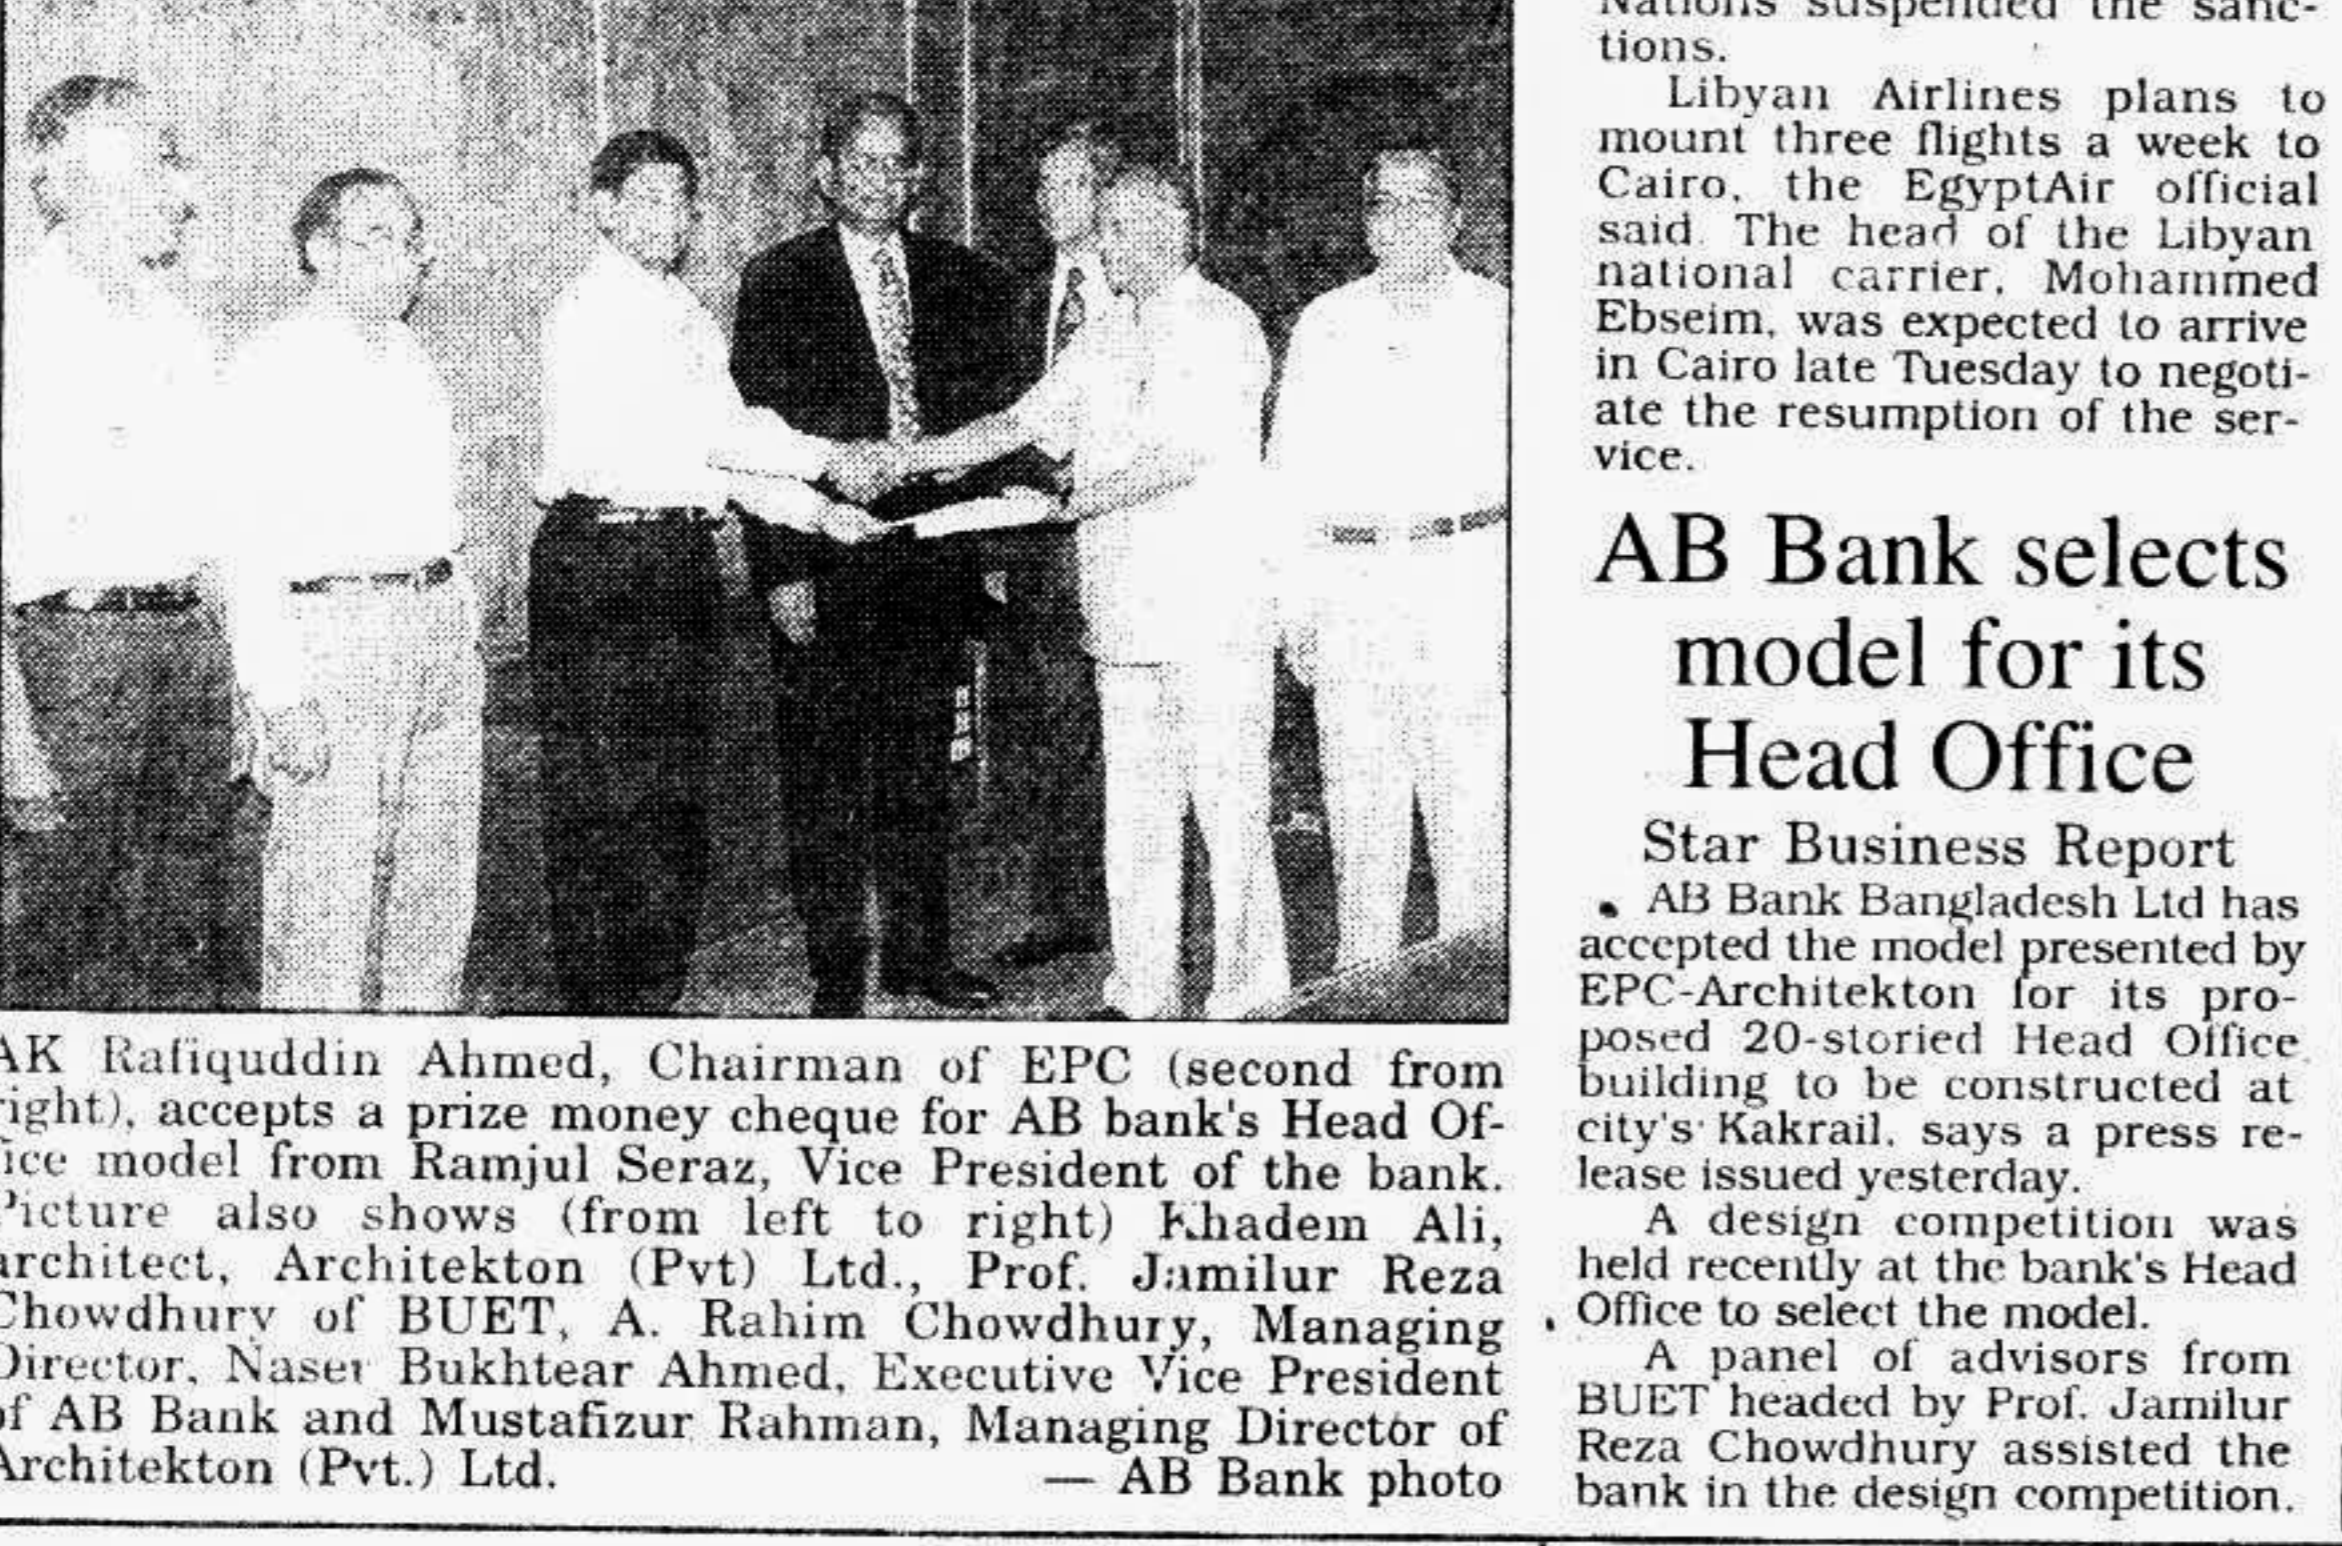 AK Rafiquddin Ahmed, Chairman of EPC (second from
right), accepts a prize money cheque for AB bank's Head Of-
fice model from Ramjul Seraz, Vice President of the bank.
Picture also shows (from left to right) Khadem Ali,
architect, Architekton (Pvt) Ltd., Prof. Jamilur Reza
Chowdhury of BUET, A. Rahim Chowdhury, Managing
Director, Naser Bukhtear Ahmed, Executive Vice President
of AB Bank and Mustafizur Rahman, Managing Director of
Architekton (Pvt.) Ltd. — AB Bank photo
Nations suspended the sanc-
tions.
Libyan Airlines plans to
mount three flights a week to
Cairo, the EgyptAir official
said. The head of the Libyan
national carrier, Mohammed
Ebseim, was expected to arrive
in Cairo late Tuesday to negoti-
ate the resumption of the ser-
vice.
AB Bank selects
model for its
Head Office
Star Business Report
AB Bank Bangladesh Ltd has
accepted the model presented by
EPC-Architekton for its pro-
posed 20-storied Head Office
building to be constructed at
city's Kakrail, says a press re-
lease issued yesterday.
A design competition was
held recently at the bank's Head
Office to select the model.
A panel of advisors from
BUET headed by Prof. Jamilur
Reza Chowdhury assisted the
bank in the design competition.